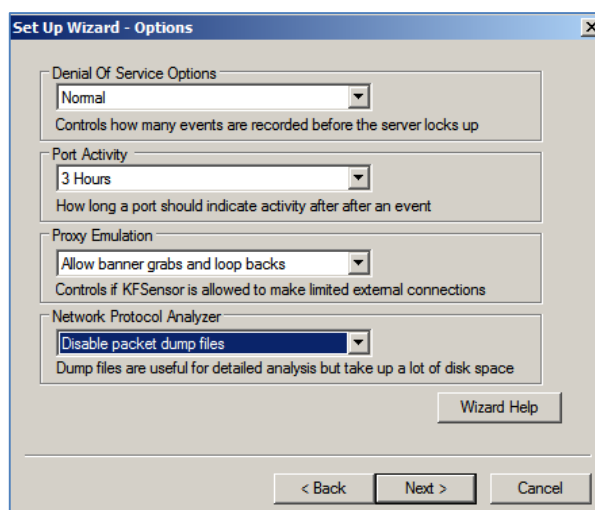 Set Up Wizard - Options
Denial Of Service Options
Normal
Controls how many events are recorded before the server locks up
Port Activity
3 Hours
How long a port should indicate activity after after an event
Proxy Emulation
Allow banner grabs and loop backs
Controls if KFSensor is allowed to make limited external connections
Network Protocol Analyzer
Disable packet dump files
Dump files are useful for detailed analysis but take up a lot of disk space
Wizard Help
< Back
Next >
Cancel